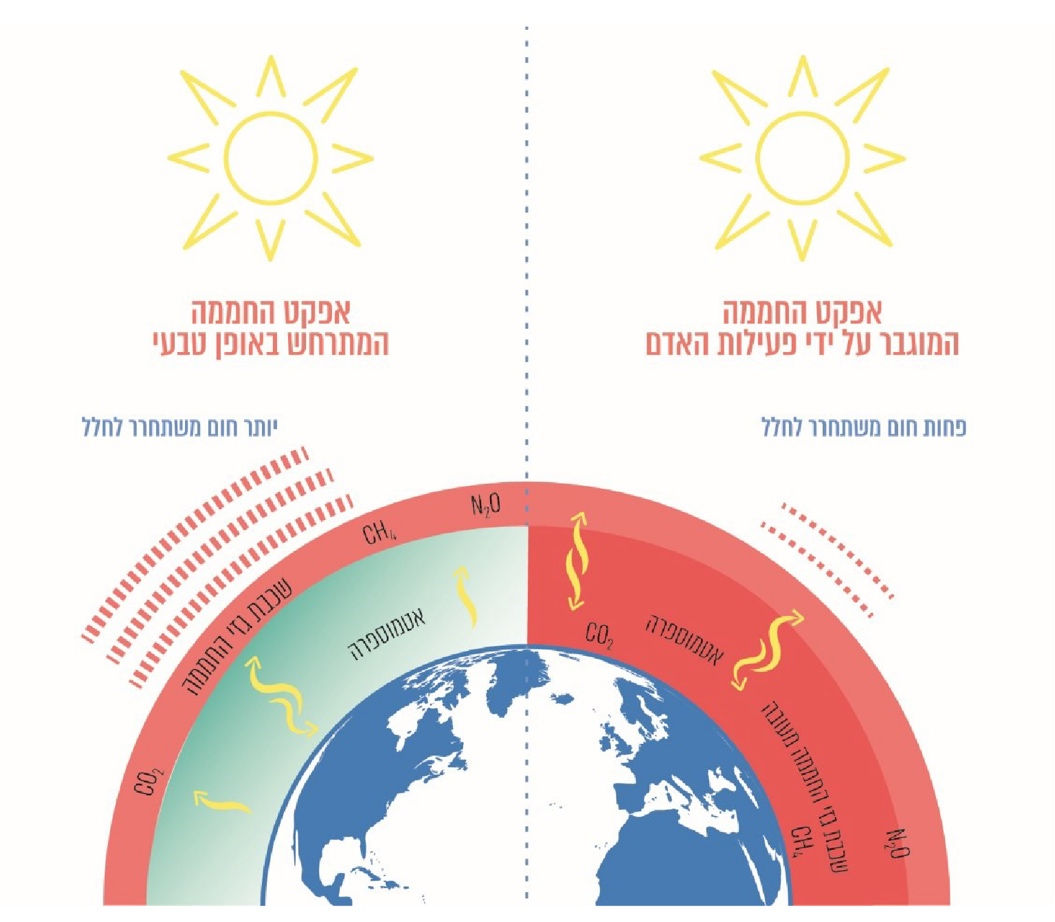 אפקט החממה
המוגבר על ידי פעילות האדם
פחות חום משתחרר לחלל
אטמוספרה
CO₂
שכבת גזי החממה מעובה
CH₄
N₂O
אפקט החממה
המתרחש באופן טבעי
יותר חום משתחרר לחלל
N₂O
CH₄
שכבת גזי החממה
אטמוספרה
CO₂